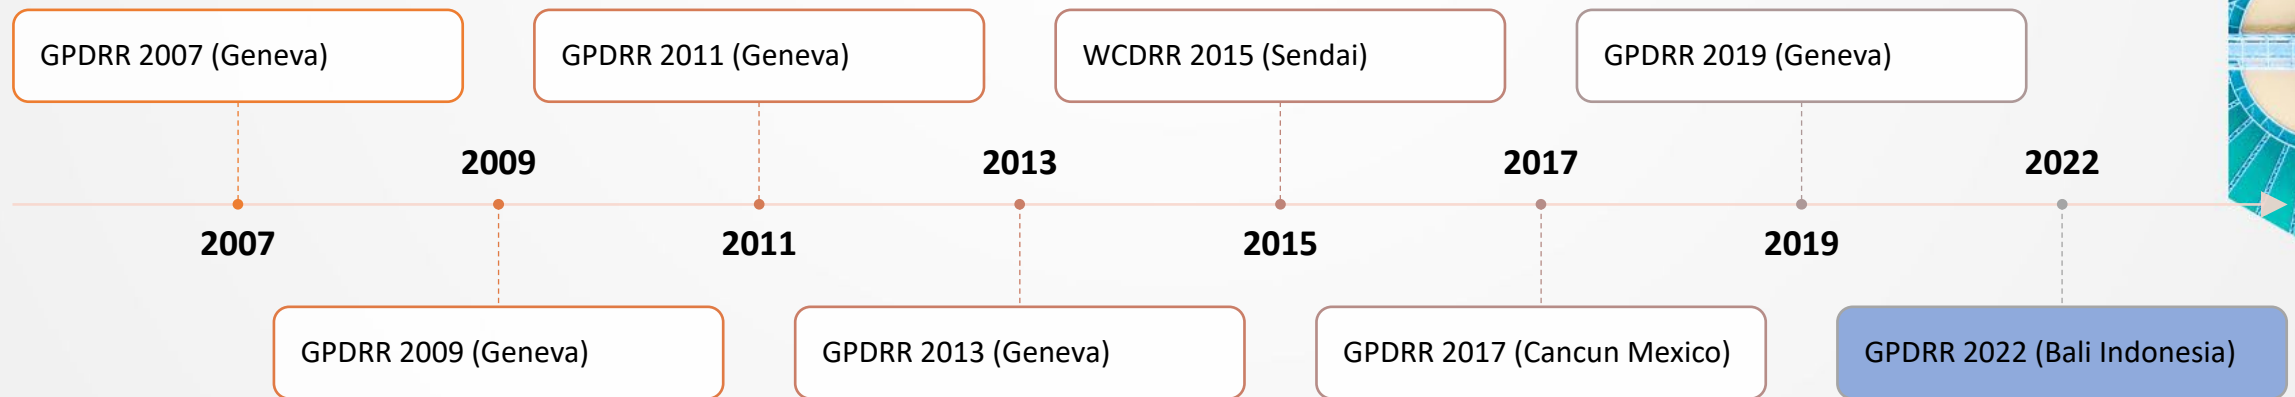 GPDRR 2007 (Geneva)
GPDRR 2011 (Geneva)
WCDRR 2015 (Sendai)
GPDRR 2019 (Geneva)
2009
2013
2017
2022
2007
2011
2015
2019
GPDRR 2009 (Geneva)
GPDRR 2013 (Geneva)
GPDRR 2017 (Cancun Mexico)
GPDRR 2022 (Bali Indonesia)